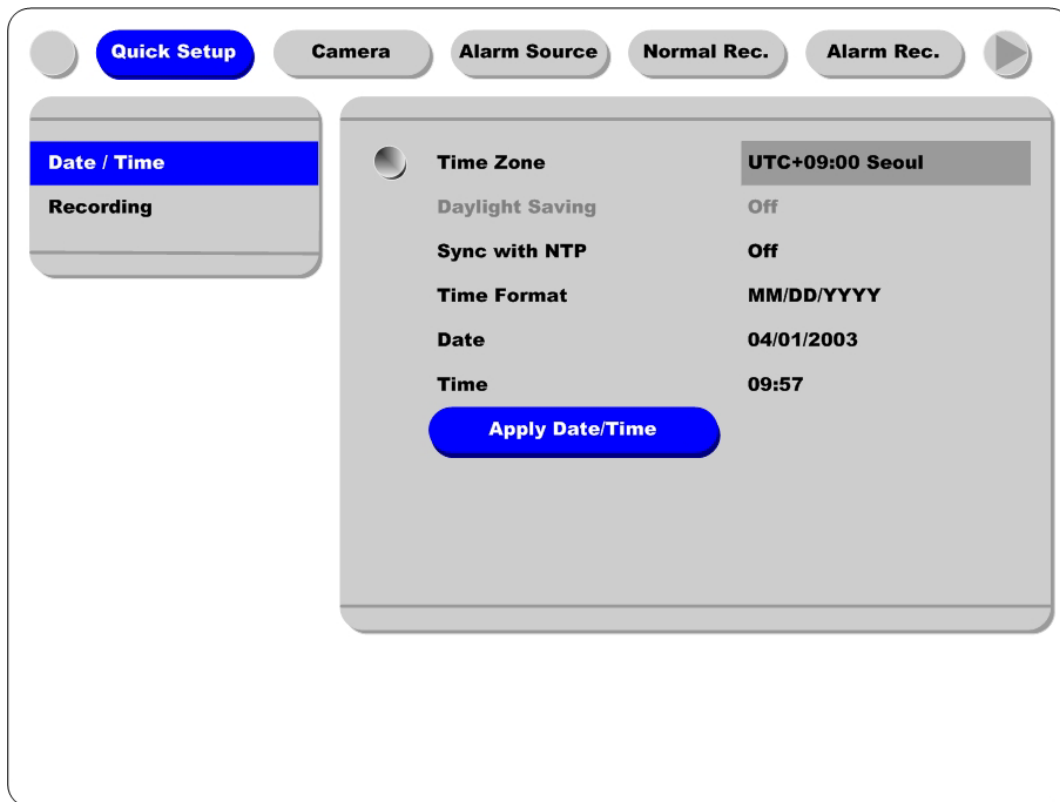 Quick Setup Camera Alarm Source Normal Rec. Alarm Rec.
Date / Time
Recording
Time Zone UTC+09:00 Seoul
Daylight Saving Off
Sync with NTP Off
Time Format MM/DD/YYYY
Date 04/01/2003
Time 09:57
Apply Date/Time